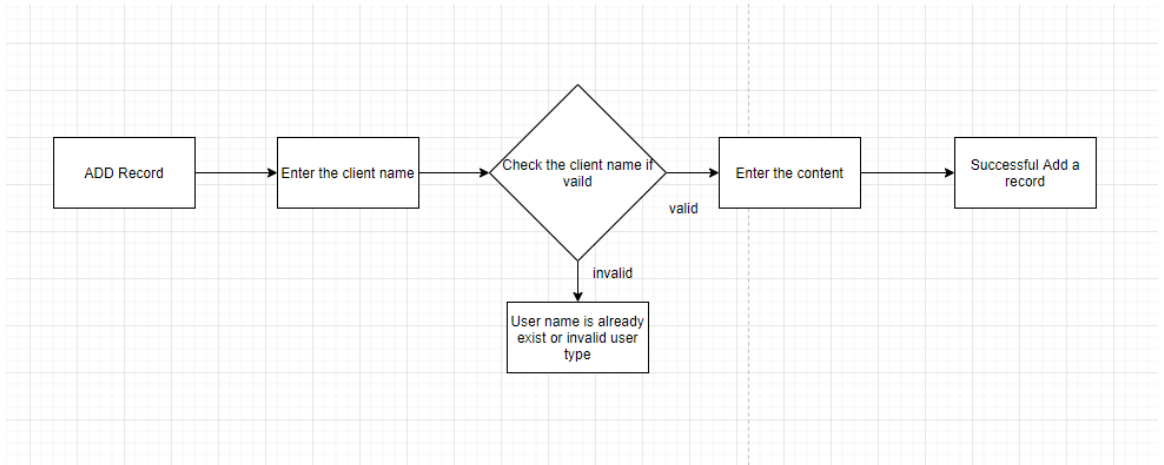 ADD Record
Enter the client name
Check the client name if
vaild
valid
Enter the content
Successful Add a
record
invalid
User name is already
exist or invalid user
type